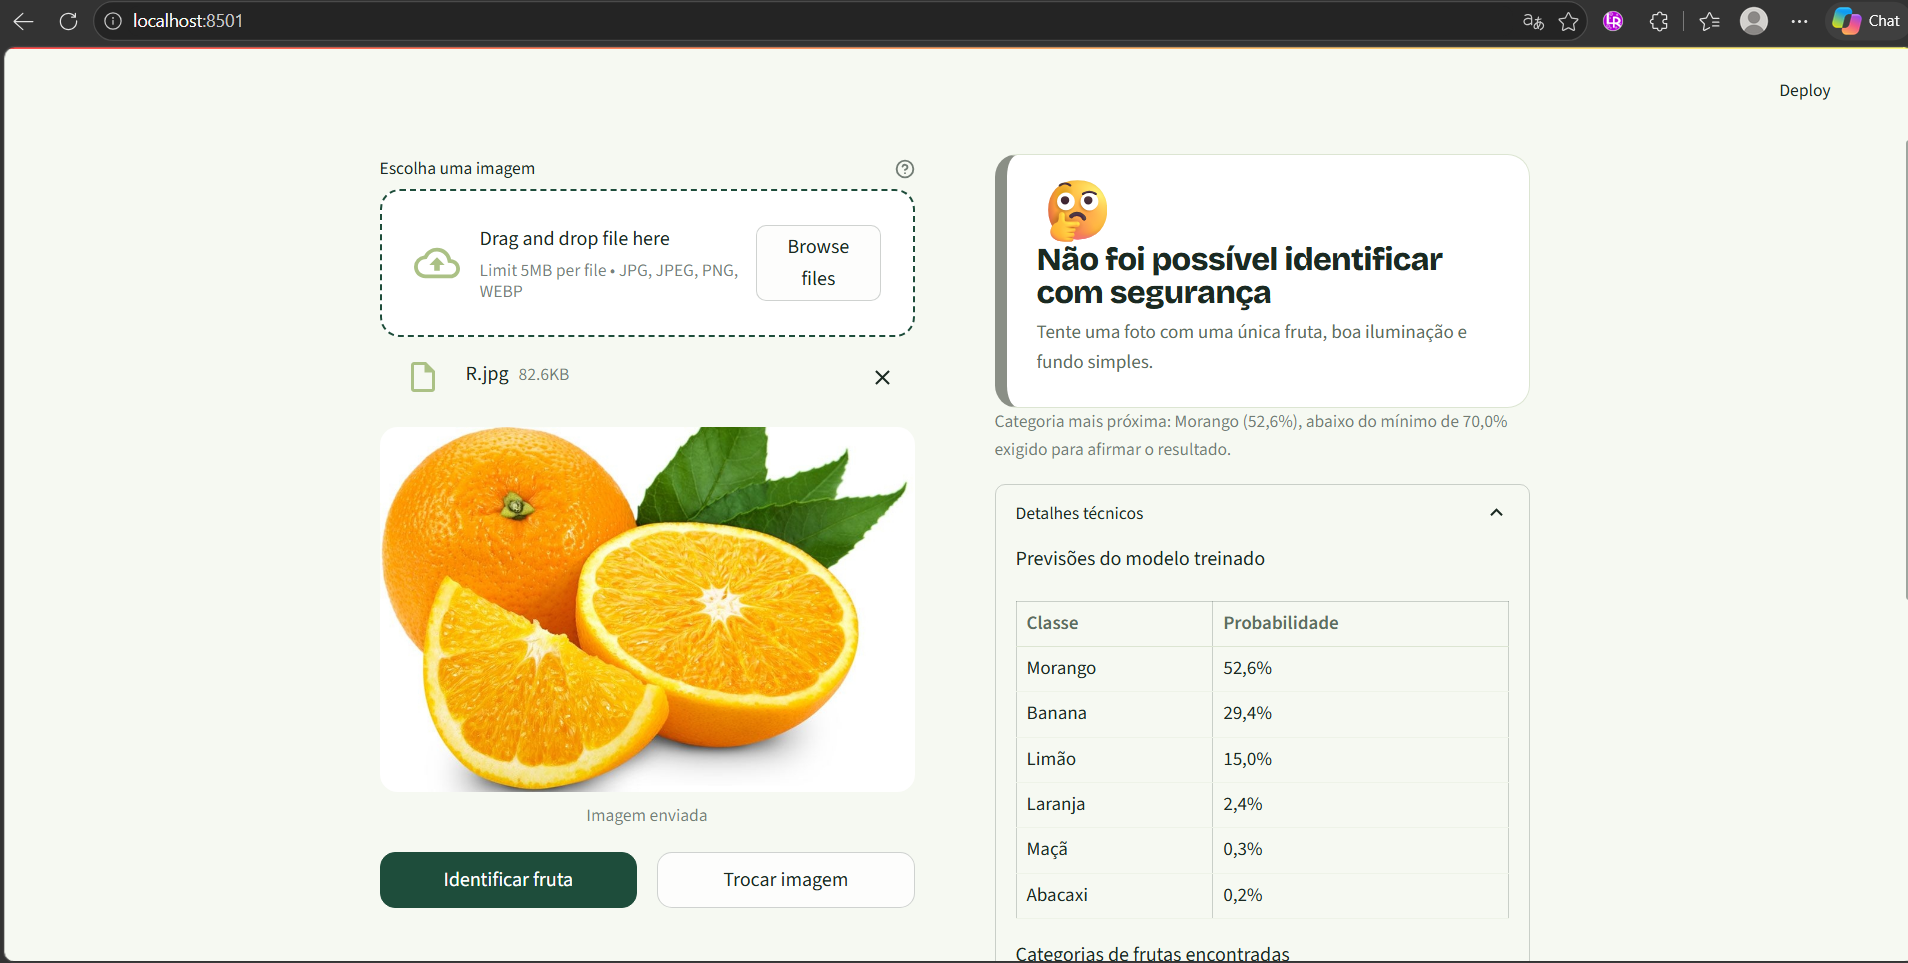 localhost:8501
Chat
Deploy
Escolha uma imagem
Drag and drop file here
Limit 5MB per file • JPG, JPEG, PNG,
WEBP
Browse
files
R.jpg 82.6KB
Imagem enviada
Identificar fruta
Trocar imagem
Não foi possível identificar
com segurança
Tente uma foto com uma única fruta, boa iluminação e
fundo simples.
Categoria mais próxima: Morango (52,6%), abaixo do mínimo de 70,0%
exigido para afirmar o resultado.
Detalhes técnicos
Previsões do modelo treinado
Classe Probabilidade
Morango 52,6%
Banana 29,4%
Limão 15,0%
Laranja 2,4%
Maçã 0,3%
Abacaxi 0,2%
Categorias de frutas encontradas